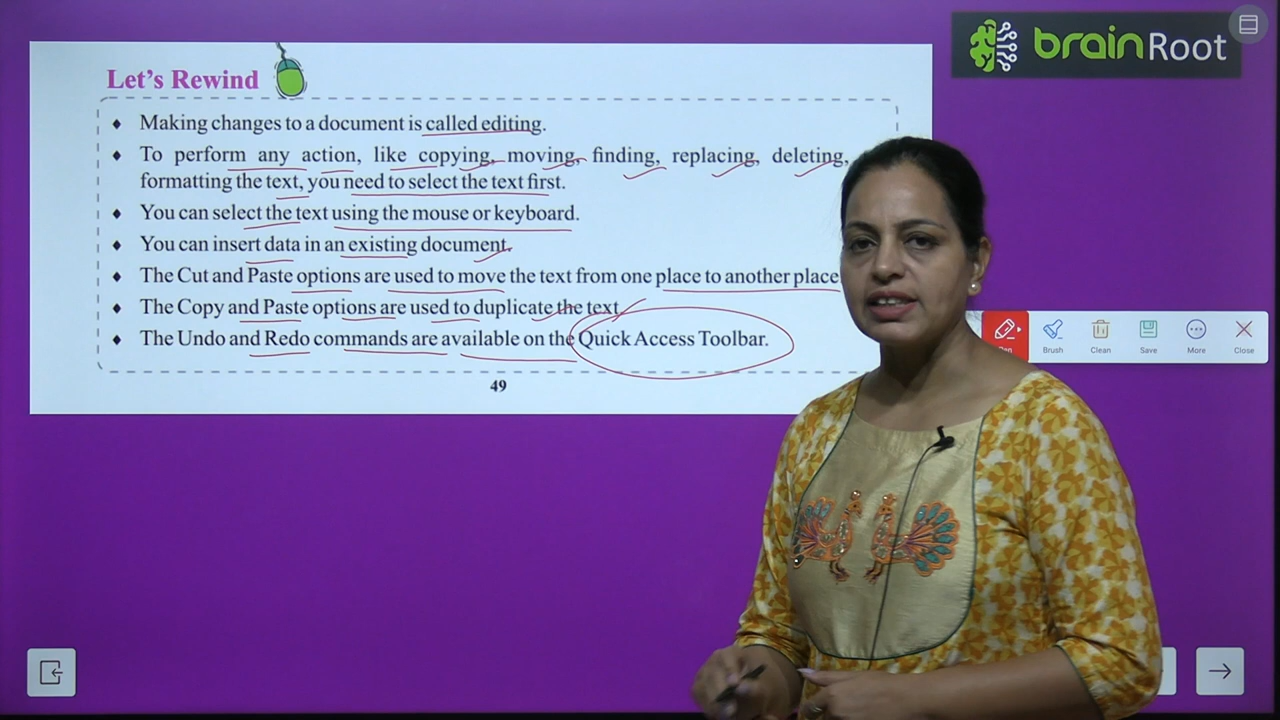 brainRoot
Let's Rewind
♦ Making changes to a document is called editing.
♦ To perform any action, like copying, moving, finding, replacing, deleting,
formatting the text, you need to select the text first.
♦ You can select the text using the mouse or keyboard.
♦ You can insert data in an existing document.
♦ The Cut and Paste options are used to move the text from one place to another place
♦ The Copy and Paste options are used to duplicate the text
♦ The Undo and Redo commands are available on the Quick Access Toolbar.
49
Pen Brush Clean Save More Close